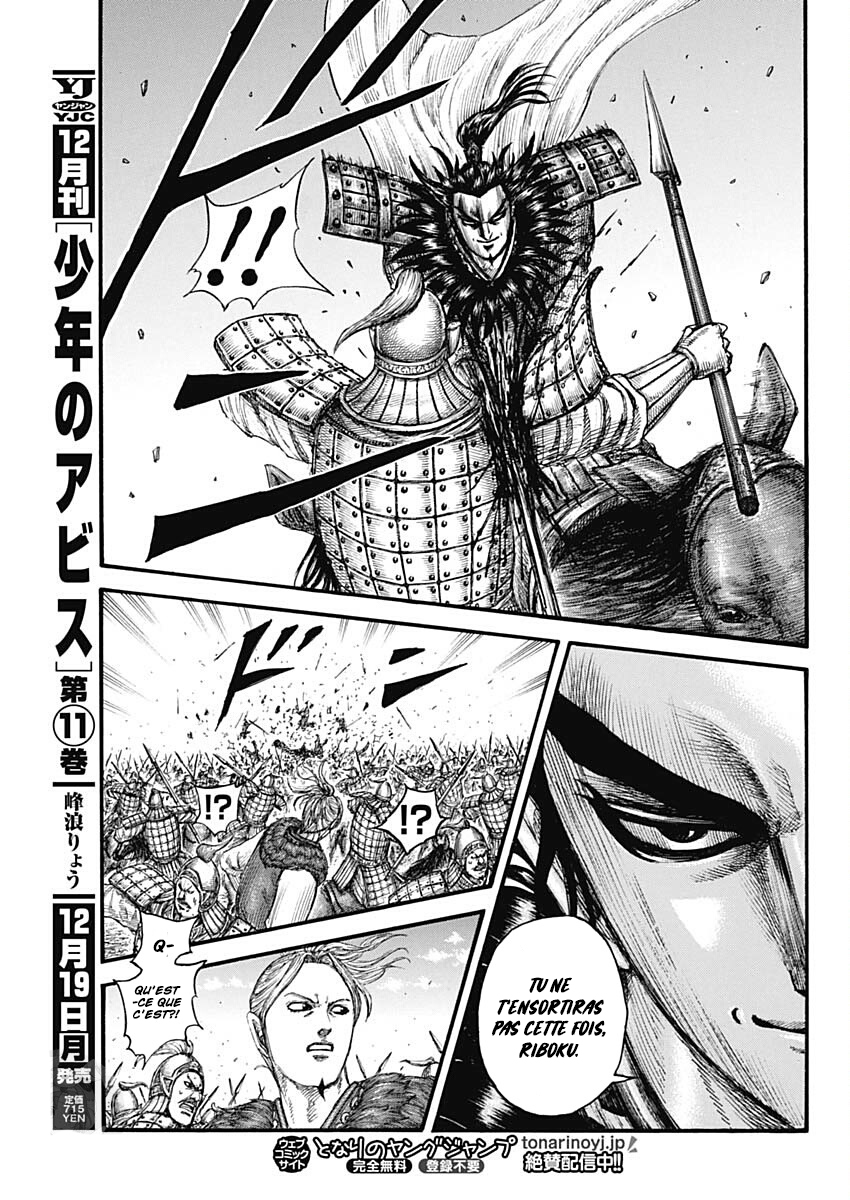 !!
ドン
!?
!?
TU NE
T'ENSORTIRAS
PAS CETTE FOIS,
RIBOKU.
Q-
QU'EST
-CE QUE
C'EST?!
YJ
ヤンジャン
YJC
12月刊[少年のアビス]第⑪巻 峰浪りょう 12月19日月発売
定価
715
YEN
ウェブ
コミック
サイト
となりのヤングジャンプ
完全無料 登録不要
tonarinoyj.jp
絶賛配信中!!